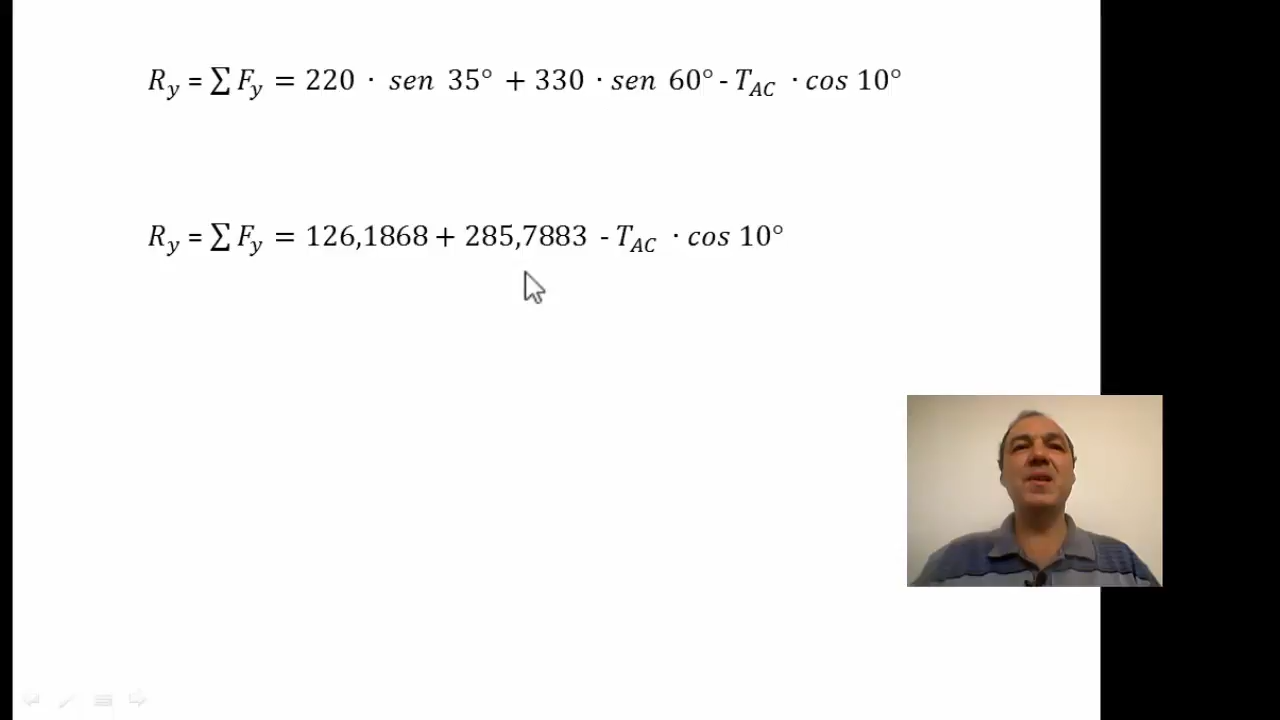 R_y = ∑ F_y = 220 · sen 35° + 330 · sen 60° - T_AC · cos 10°
R_y = ∑ F_y = 126,1868 + 285,7883 - T_AC · cos 10°